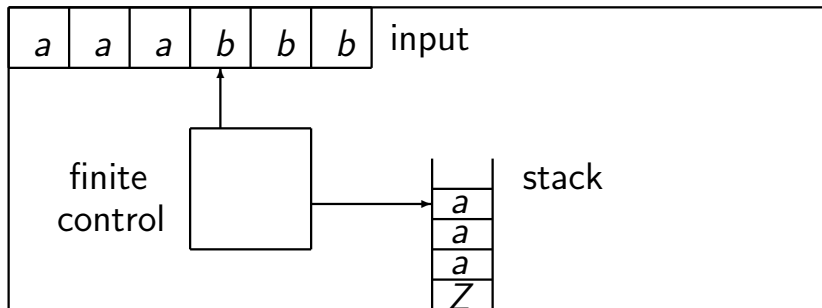 a a a b b b input
finite
control
stack
a
a
a
Z